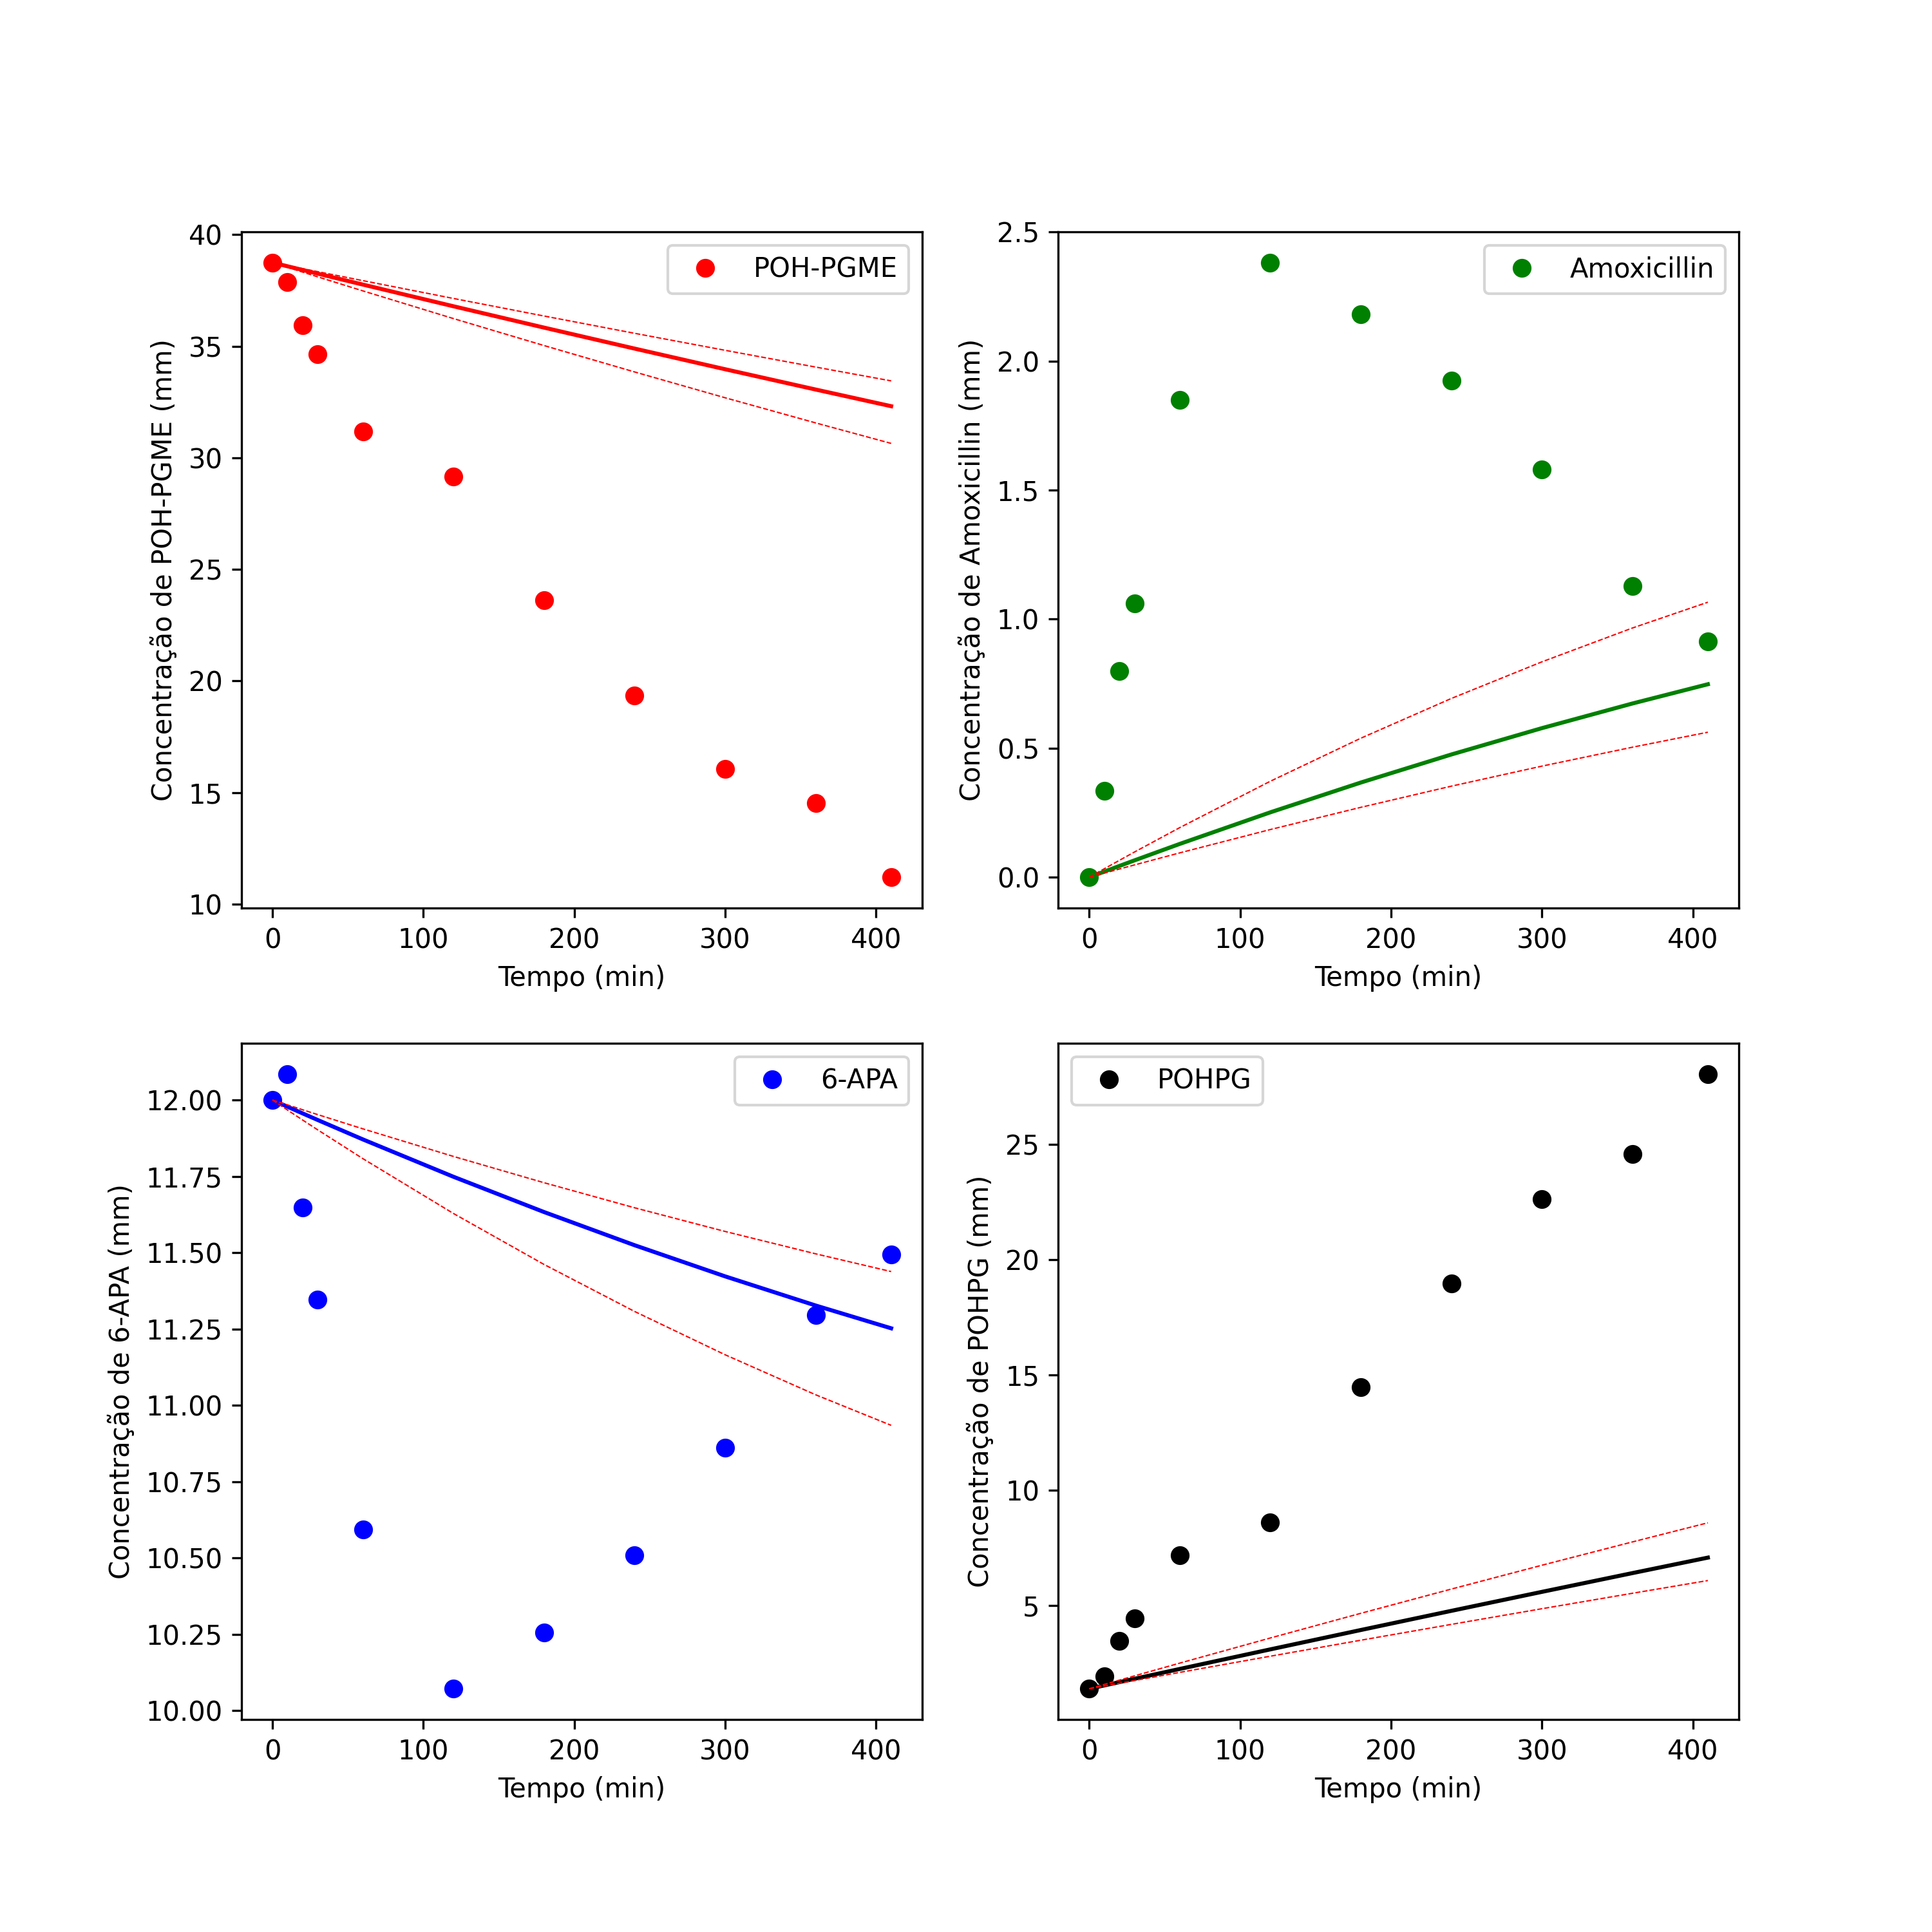 Concentração de POH-PGME (mm)
40
35
30
25
20
15
10
POH-PGME
0 100 200 300 400
Tempo (min)
Concentração de Amoxicillin (mm)
2.5
2.0
1.5
1.0
0.5
0.0
Amoxicillin
0 100 200 300 400
Tempo (min)
Concentração de 6-APA (mm)
12.00
11.75
11.50
11.25
11.00
10.75
10.50
10.25
10.00
6-APA
0 100 200 300 400
Tempo (min)
Concentração de POHPG (mm)
25
20
15
10
5
POHPG
0 100 200 300 400
Tempo (min)